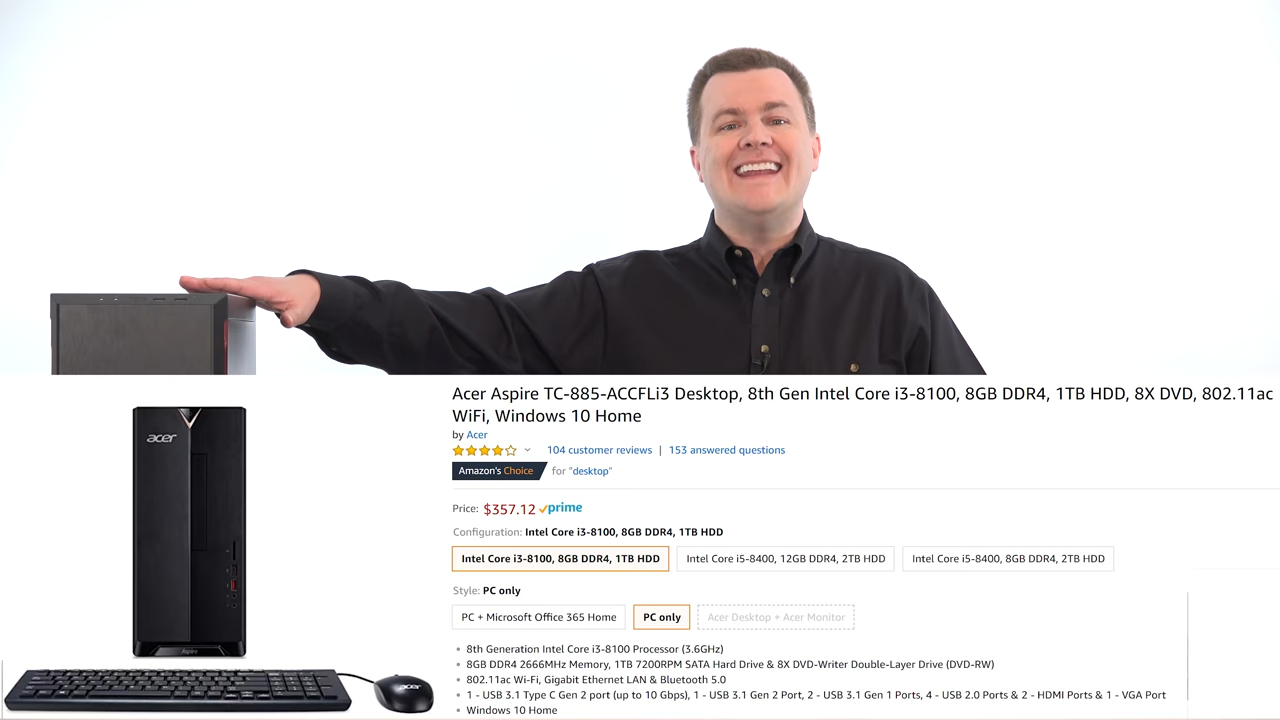 Acer Aspire TC-885-ACCFLi3 Desktop, 8th Gen Intel Core i3-8100, 8GB DDR4, 1TB HDD, 8X DVD, 802.11ac
WiFi, Windows 10 Home
by Acer
104 customer reviews | 153 answered questions
Amazon's Choice for "desktop"
Price: $357.12 prime
Configuration: Intel Core i3-8100, 8GB DDR4, 1TB HDD
Intel Core i3-8100, 8GB DDR4, 1TB HDD
Intel Core i5-8400, 12GB DDR4, 2TB HDD
Intel Core i5-8400, 8GB DDR4, 2TB HDD
Style: PC only
PC + Microsoft Office 365 Home
PC only
Acer Desktop + Acer Monitor
• 8th Generation Intel Core i3-8100 Processor (3.6GHz)
• 8GB DDR4 2666MHz Memory, 1TB 7200RPM SATA Hard Drive & 8X DVD-Writer Double-Layer Drive (DVD-RW)
• 802.11ac Wi-Fi, Gigabit Ethernet LAN & Bluetooth 5.0
• 1 - USB 3.1 Type C Gen 2 port (up to 10 Gbps), 1 - USB 3.1 Gen 2 Port, 2 - USB 3.1 Gen 1 Ports, 4 - USB 2.0 Ports, 2 - HDMI Ports & 1 - VGA Port
• Windows 10 Home
acer
Aspire
acer